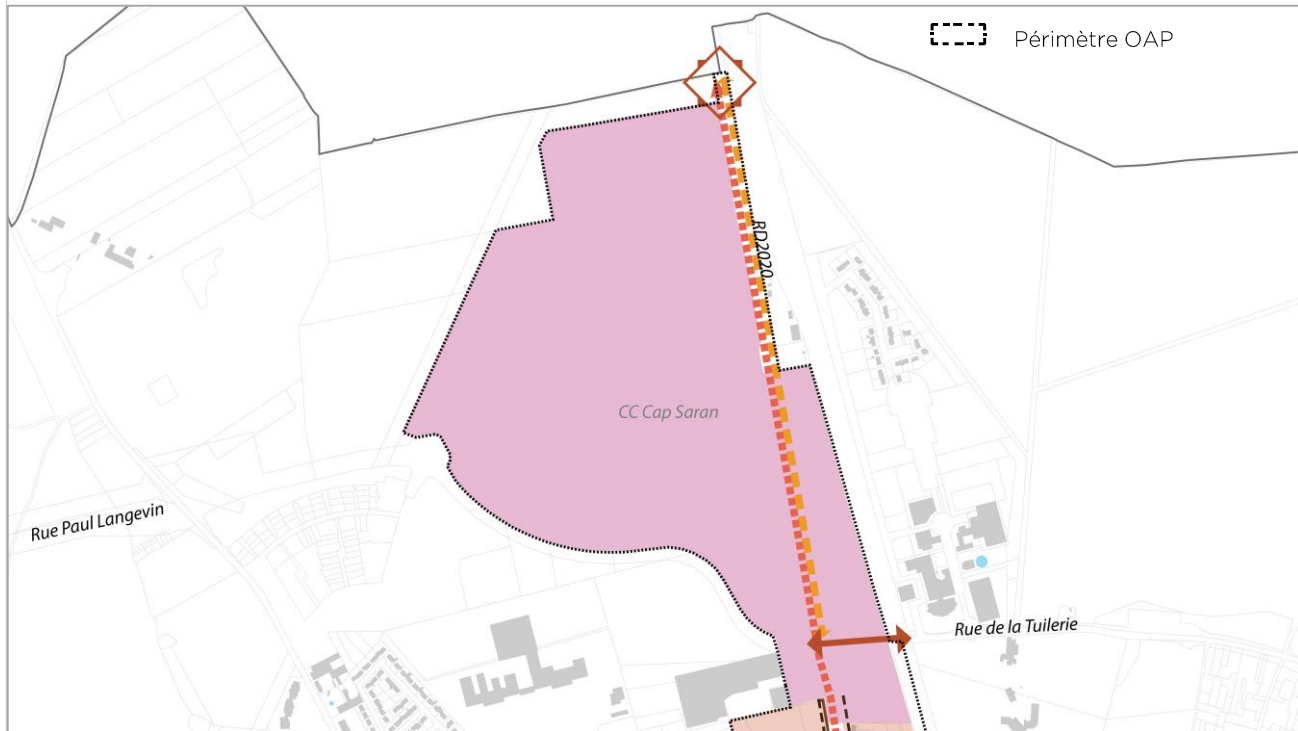 Périmètre OAP
RD2020
CC Cap Saran
Rue Paul Langevin
Rue de la Tuilerie